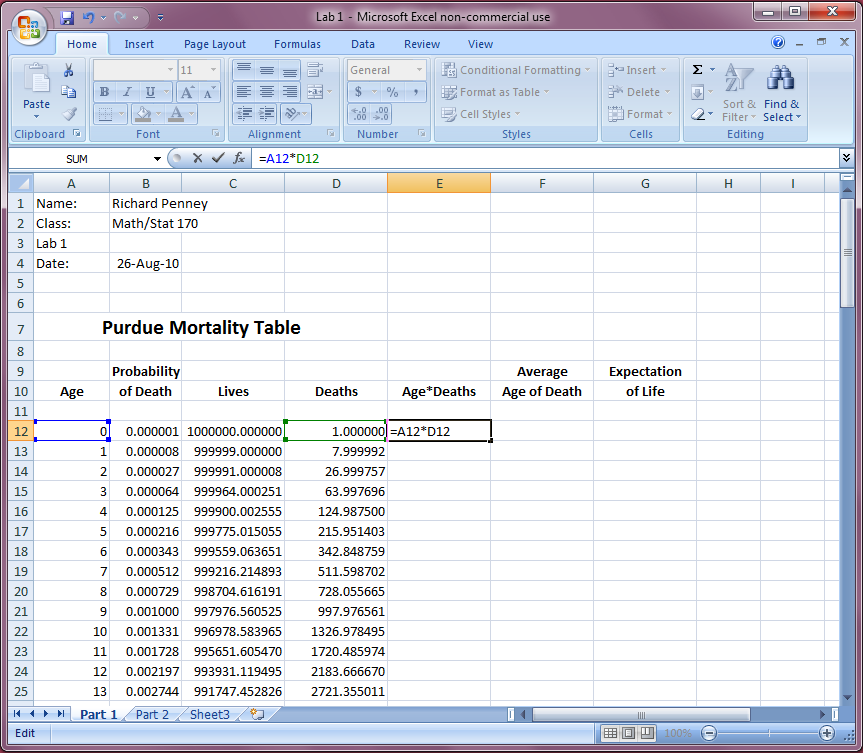 Lab 1 - Microsoft Excel non-commercial use
Home Insert Page Layout Formulas Data Review View
11 General Conditional Formatting Insert Σ
Paste B I U A A $ % , Format as Table Delete Sort & Find &
A .00 .0 .00 Cell Styles Format Filter Select
Clipboard Font Alignment Number Styles Cells Editing
SUM fx =A12*D12
A B C D E F G H I
1 Name: Richard Penney
2 Class: Math/Stat 170
3 Lab 1
4 Date: 26-Aug-10
5
6
7 Purdue Mortality Table
8
9 Probability Average Expectation
10 Age of Death Lives Deaths Age*Deaths Age of Death of Life
11
12 0 0.000001 1000000.000000 1.000000 =A12*D12
13 1 0.000008 999999.000000 7.999992
14 2 0.000027 999991.000008 26.999757
15 3 0.000064 999964.000251 63.997696
16 4 0.000125 999900.002555 124.987500
17 5 0.000216 999775.015055 215.951403
18 6 0.000343 999559.063651 342.848759
19 7 0.000512 999216.214893 511.598702
20 8 0.000729 998704.616191 728.055665
21 9 0.001000 997976.560525 997.976561
22 10 0.001331 996978.583965 1326.978495
23 11 0.001728 995651.605470 1720.485974
24 12 0.002197 993931.119495 2183.666670
25 13 0.002744 991747.452826 2721.355011
Part 1 Part 2 Sheet3
Edit 100%